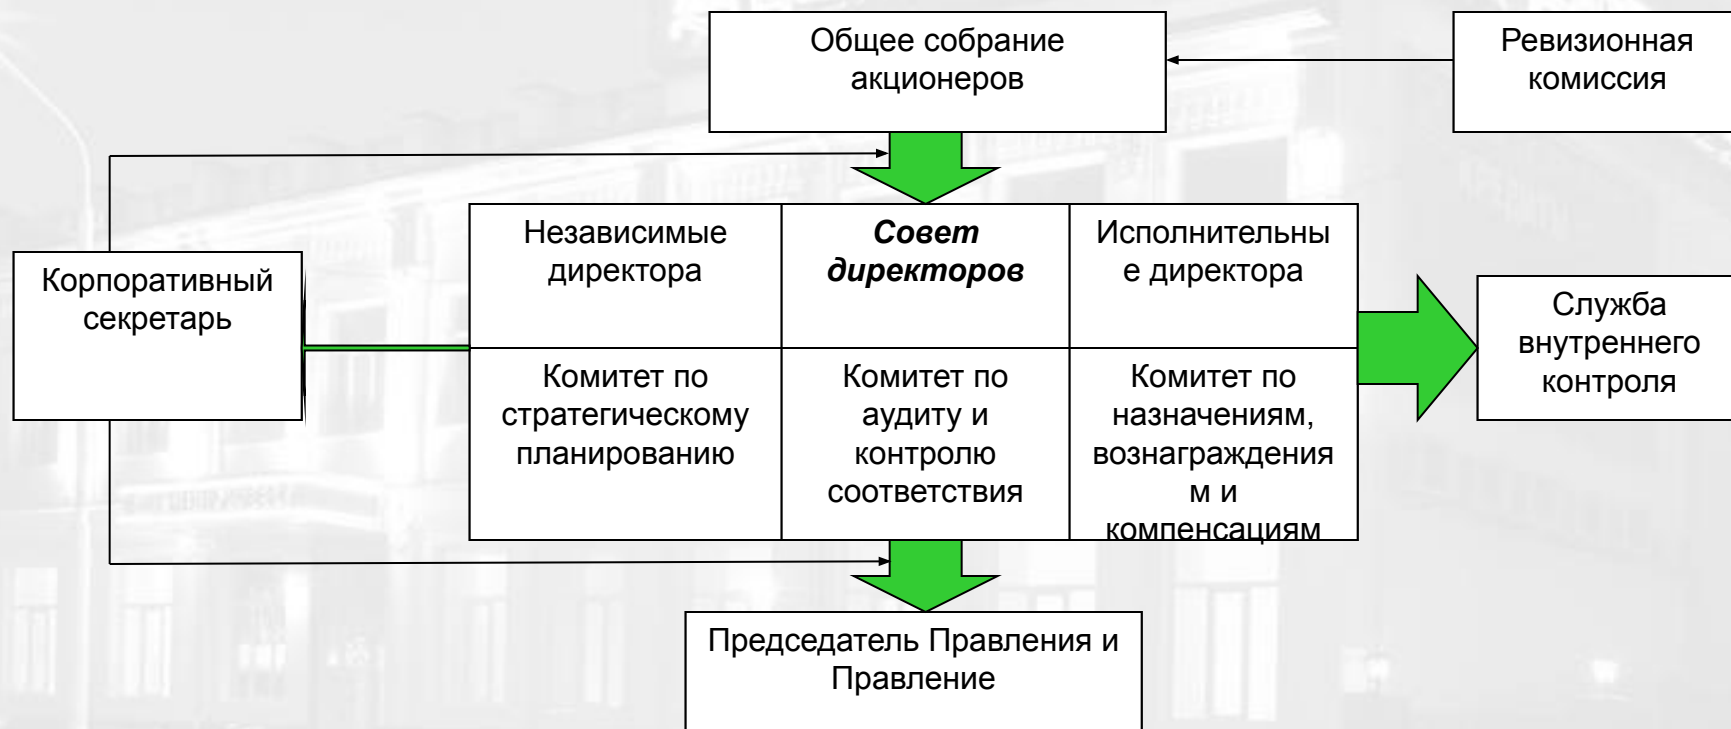 Общее собрание
акционеров
Ревизионная
комиссия
Корпоративный
секретарь
Независимые
директора
Совет
директоров
Исполнительны
е директора
Служба
внутреннего
контроля
Комитет по
стратегическому
планированию
Комитет по
аудиту и
контролю
соответствия
Комитет по
назначениям,
вознаграждения
м и
компенсациям
Председатель Правления и
Правление